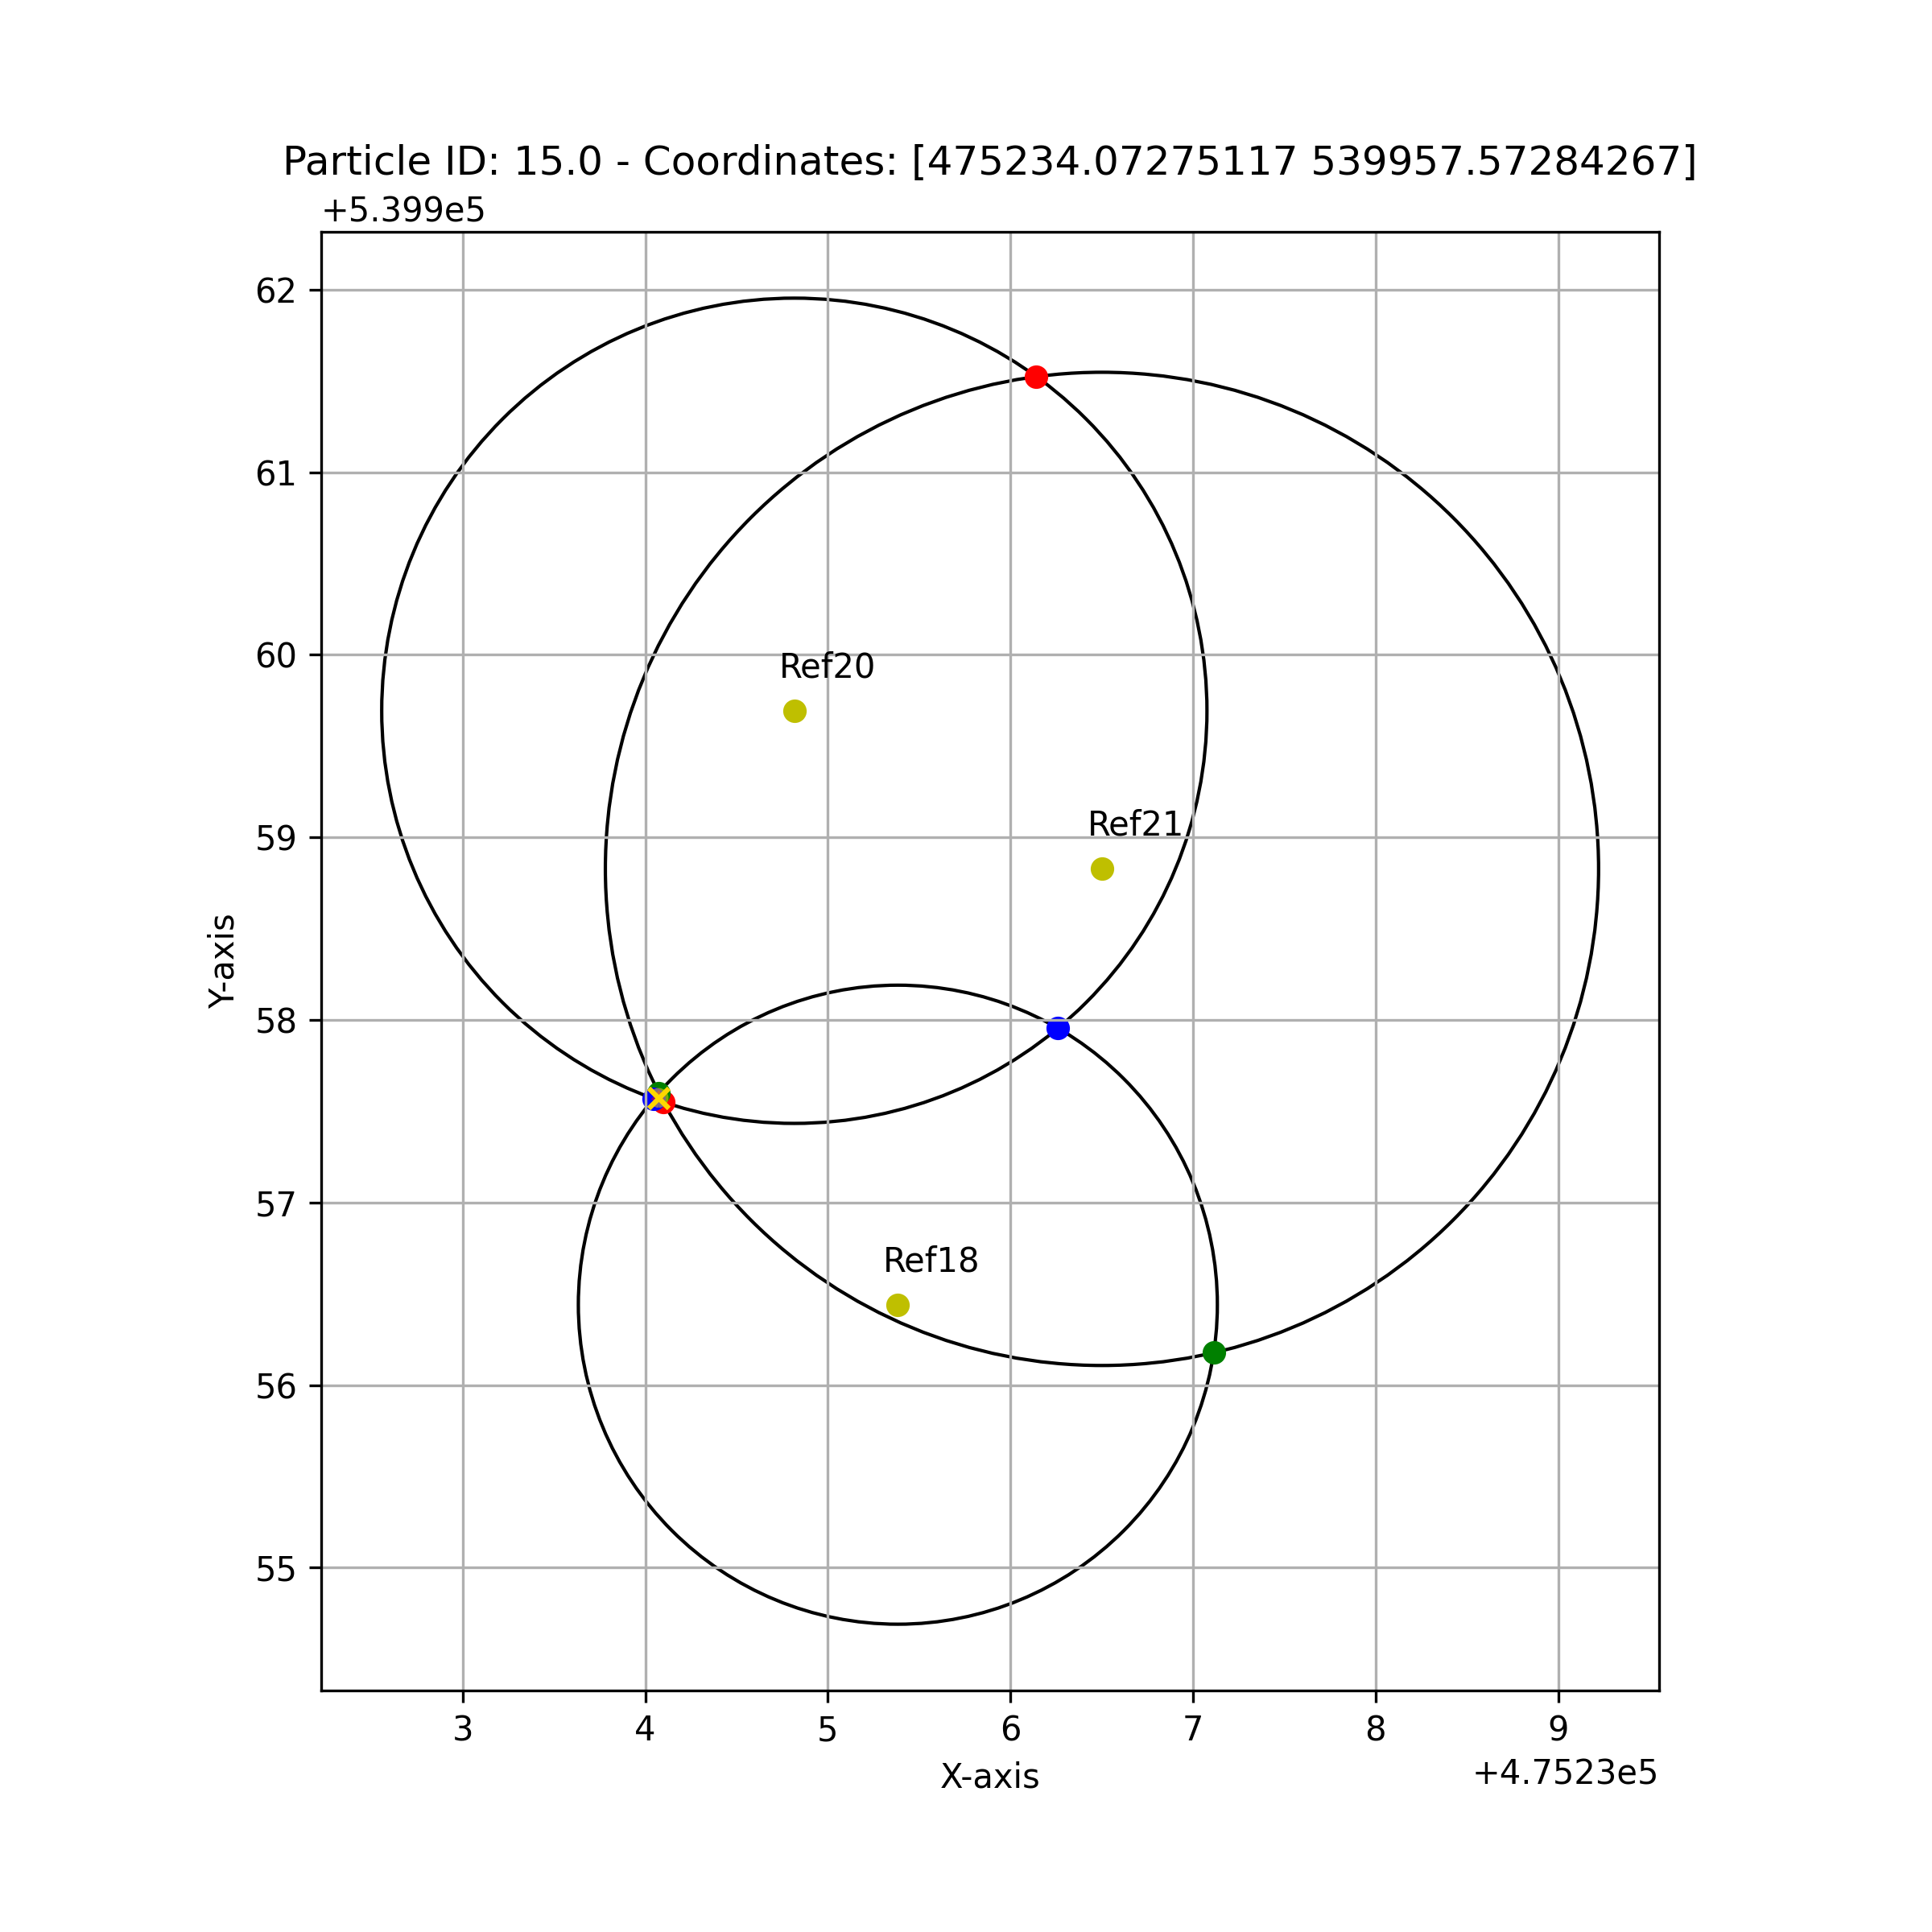 Particle ID: 15.0 - Coordinates: [475234.07275117 539957.57284267]
+5.399e5
62
61
60
Ref20
59
Ref21
58
57
Ref18
56
55
Y-axis
3 4 5 6 7 8 9
X-axis
+4.7523e5